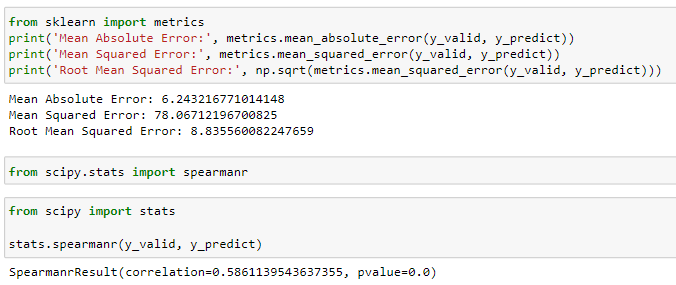 from sklearn import metrics
print('Mean Absolute Error:', metrics.mean_absolute_error(y_valid, y_predict))
print('Mean Squared Error:', metrics.mean_squared_error(y_valid, y_predict))
print('Root Mean Squared Error:', np.sqrt(metrics.mean_squared_error(y_valid, y_predict)))
Mean Absolute Error: 6.243216771014148
Mean Squared Error: 78.06712196700825
Root Mean Squared Error: 8.835560082247659
from scipy.stats import spearmanr
from scipy import stats
stats.spearmanr(y_valid, y_predict)
SpearmanrResult(correlation=0.5861139543637355, pvalue=0.0)